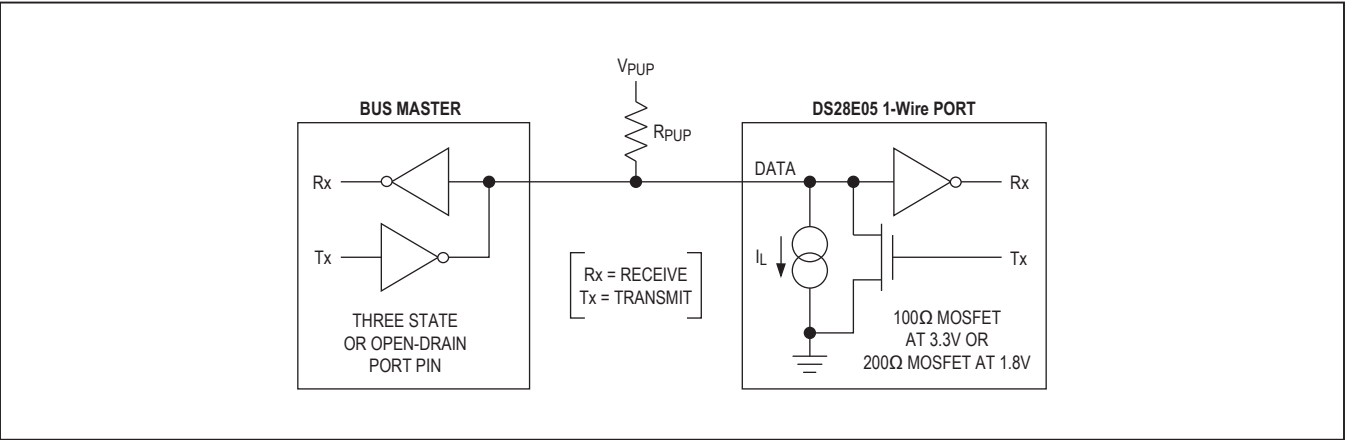 VPUP
RPUP
BUS MASTER
Rx
Tx
THREE STATE
OR OPEN-DRAIN
PORT PIN
Rx = RECEIVE
Tx = TRANSMIT
DS28E05 1-Wire PORT
DATA
IL
Rx
Tx
100Ω MOSFET
AT 3.3V OR
200Ω MOSFET AT 1.8V